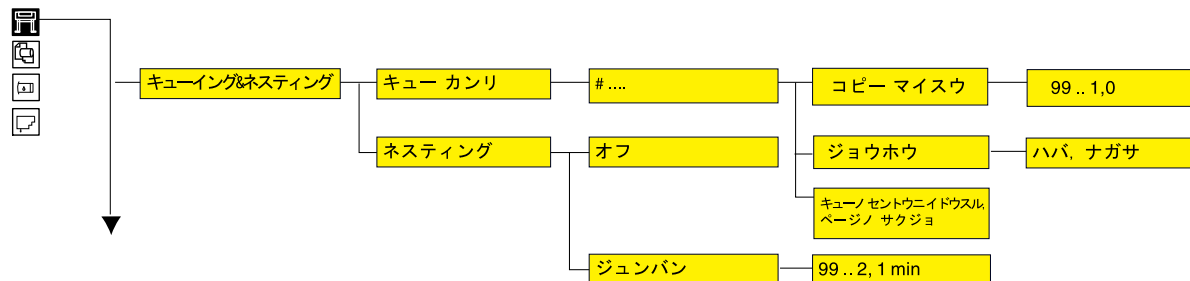 キューイング&ネスティング
キュー カンリ
# ....
コピー マイスウ
99 .. 1,0
ネスティング
オフ
ジョウホウ
ハバ, ナガサ
キューノ セントウニイドウスル,
ページノ サクジョ
ジュンバン
99 .. 2, 1 min